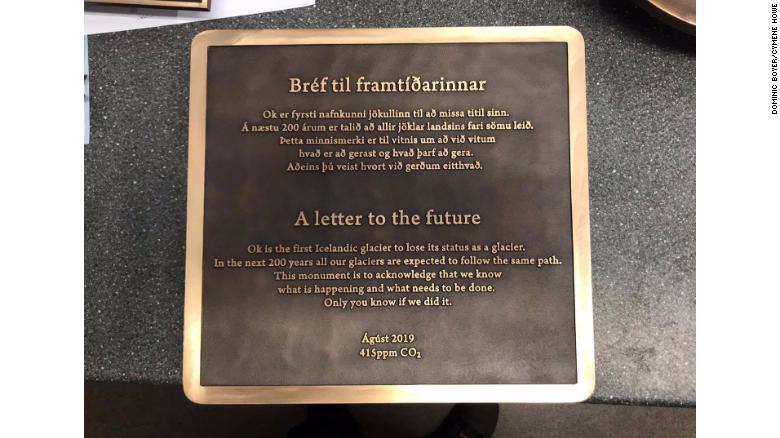 Bréf til framtíðarinnar
Ok er fyrsti nafnkunni jökullinn til að missa titil sinn.
Á næstu 200 árum er talið að allir jöklar landsins fari sömu leið.
Þetta minnismerki er til vitnis um að við vitum
hvað er að gerast og hvað þarf að gera.
Aðeins þú veist hvort við gerðum eitthvað.
A letter to the future
Ok is the first Icelandic glacier to lose its status as a glacier.
In the next 200 years all our glaciers are expected to follow the same path.
This monument is to acknowledge that we know
what is happening and what needs to be done.
Only you know if we did it.
Ágúst 2019
415ppm CO₂
DOMINIC BOYER/CYMENE HOWE